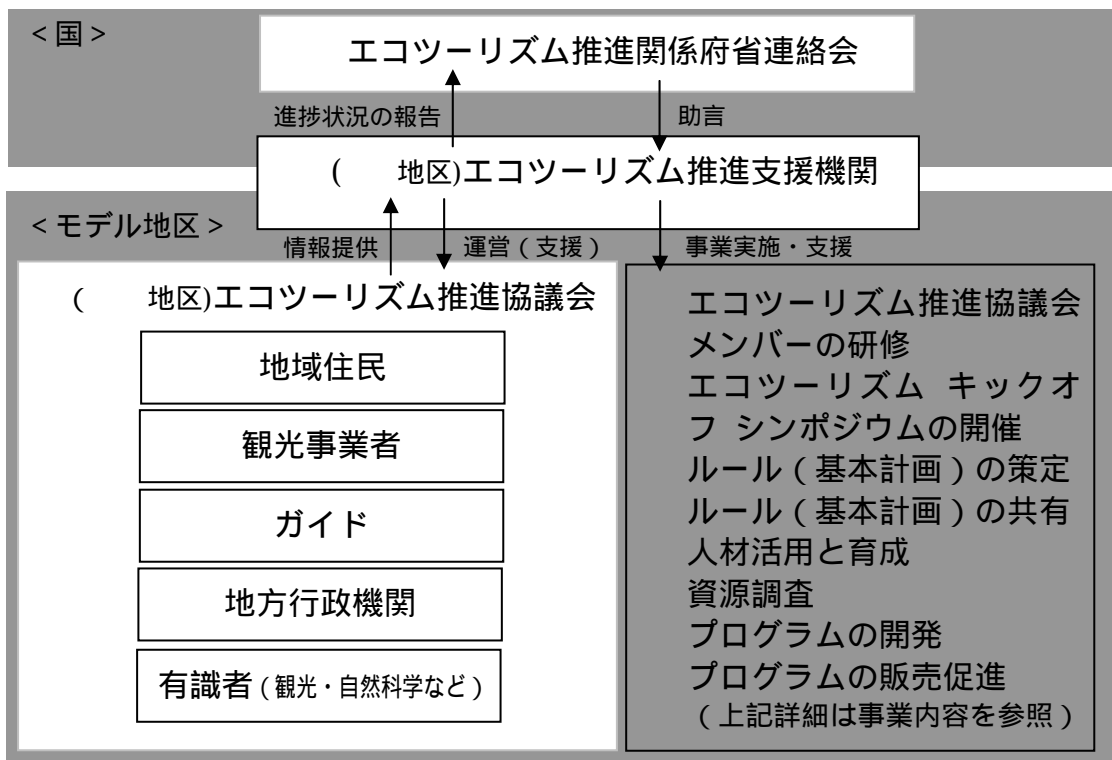 <国>
エコツーリズム推進関係府省連絡会
進捗状況の報告
助言
( 地区)エコツーリズム推進支援機関
<モデル地区>
情報提供
運営(支援)
事業実施・支援
( 地区)エコツーリズム推進協議会
地域住民
観光事業者
ガイド
地方行政機関
有識者(観光・自然科学など)
エコツーリズム推進協議会
メンバーの研修
エコツーリズム キックオ
フ シンポジウムの開催
ルール(基本計画)の策定
ルール(基本計画)の共有
人材活用と育成
資源調査
プログラムの開発
プログラムの販売促進
(上記詳細は事業内容を参照)